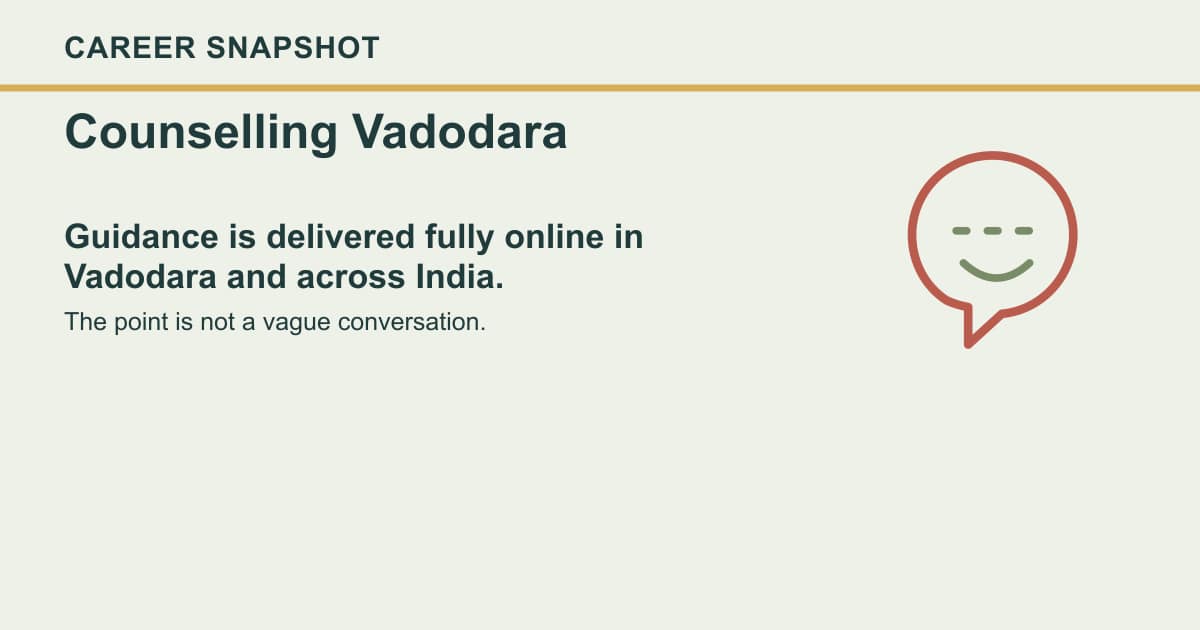 CAREER SNAPSHOT
Counselling Vadodara
Guidance is delivered fully online in
Vadodara and across India.
The point is not a vague conversation.